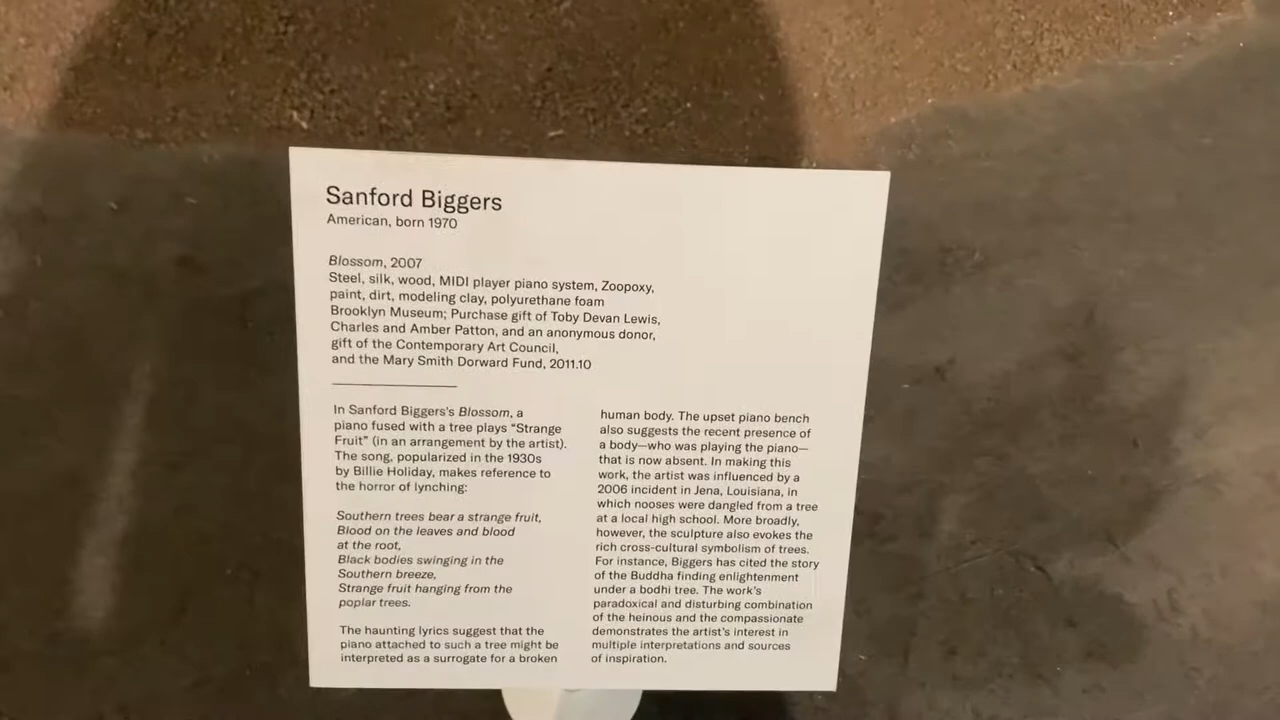 Sanford Biggers
American, born 1970
Blossom, 2007
Steel, silk, wood, MIDI player piano system, Zoopoxy,
paint, dirt, modeling clay, polyurethane foam
Brooklyn Museum; Purchase gift of Toby Devan Lewis,
Charles and Amber Patton, and an anonymous donor,
gift of the Contemporary Art Council,
and the Mary Smith Dorward Fund, 2011.10
In Sanford Biggers's Blossom, a
piano fused with a tree plays “Strange
Fruit” (in an arrangement by the artist).
The song, popularized in the 1930s
by Billie Holiday, makes reference to
the horror of lynching:
Southern trees bear a strange fruit,
Blood on the leaves and blood
at the root,
Black bodies swinging in the
Southern breeze,
Strange fruit hanging from the
poplar trees.
The haunting lyrics suggest that the
piano attached to such a tree might be
interpreted as a surrogate for a broken
human body. The upset piano bench
also suggests the recent presence of
a body—who was playing the piano—
that is now absent. In making this
work, the artist was influenced by a
2006 incident in Jena, Louisiana, in
which nooses were dangled from a tree
at a local high school. More broadly,
however, the sculpture also evokes the
rich cross-cultural symbolism of trees.
For instance, Biggers has cited the story
of the Buddha finding enlightenment
under a bodhi tree. The work's
paradoxical and disturbing combination
of the heinous and the compassionate
demonstrates the artist's interest in
multiple interpretations and sources
of inspiration.